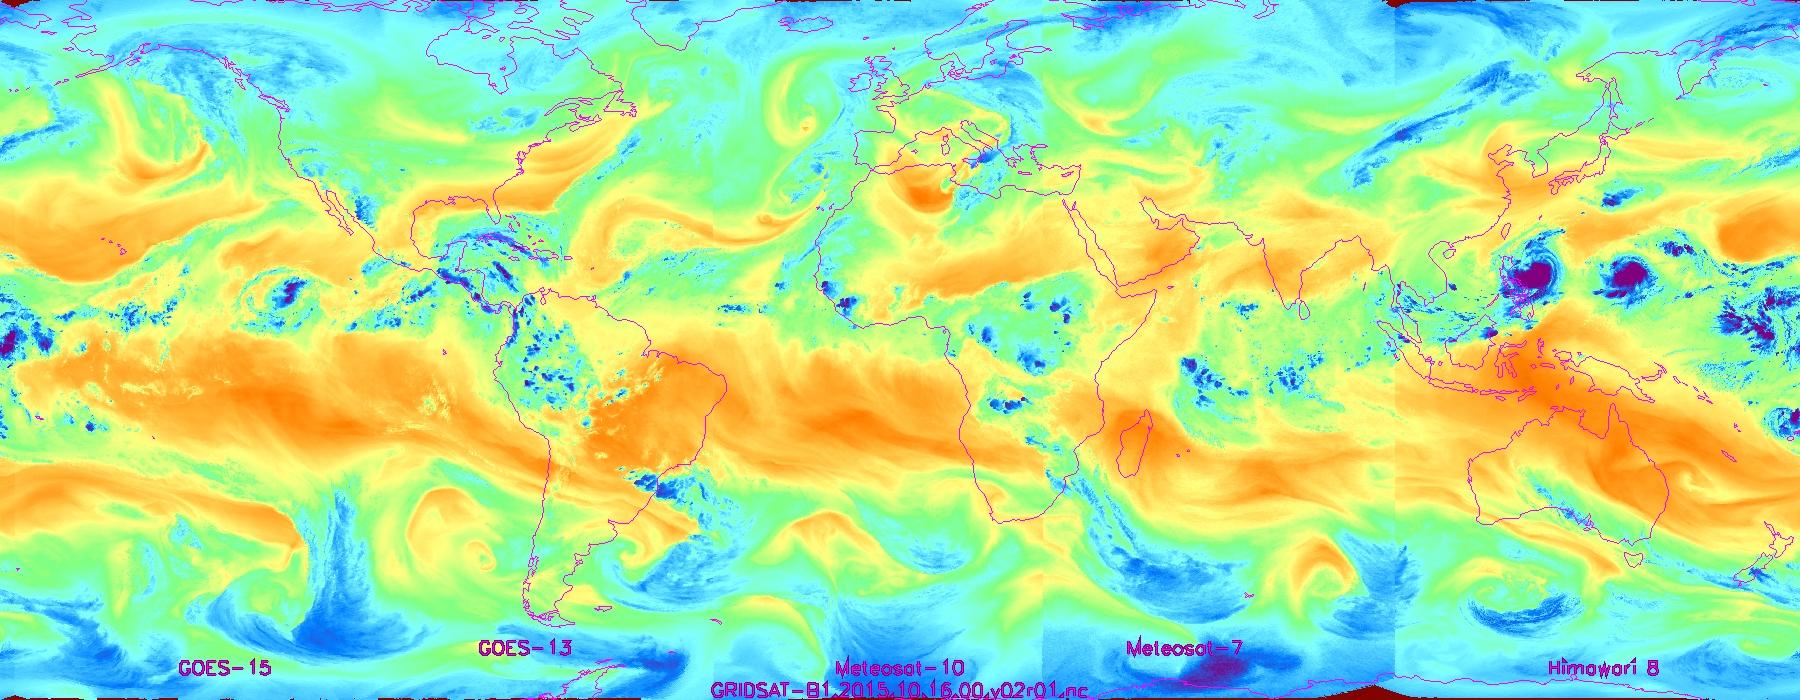 GOES-13
Meteosat-7
GOES-15
Meteosat-10
Himawari 8
GRIDSAT-B1.2015.10.16.00.v02r01.nc